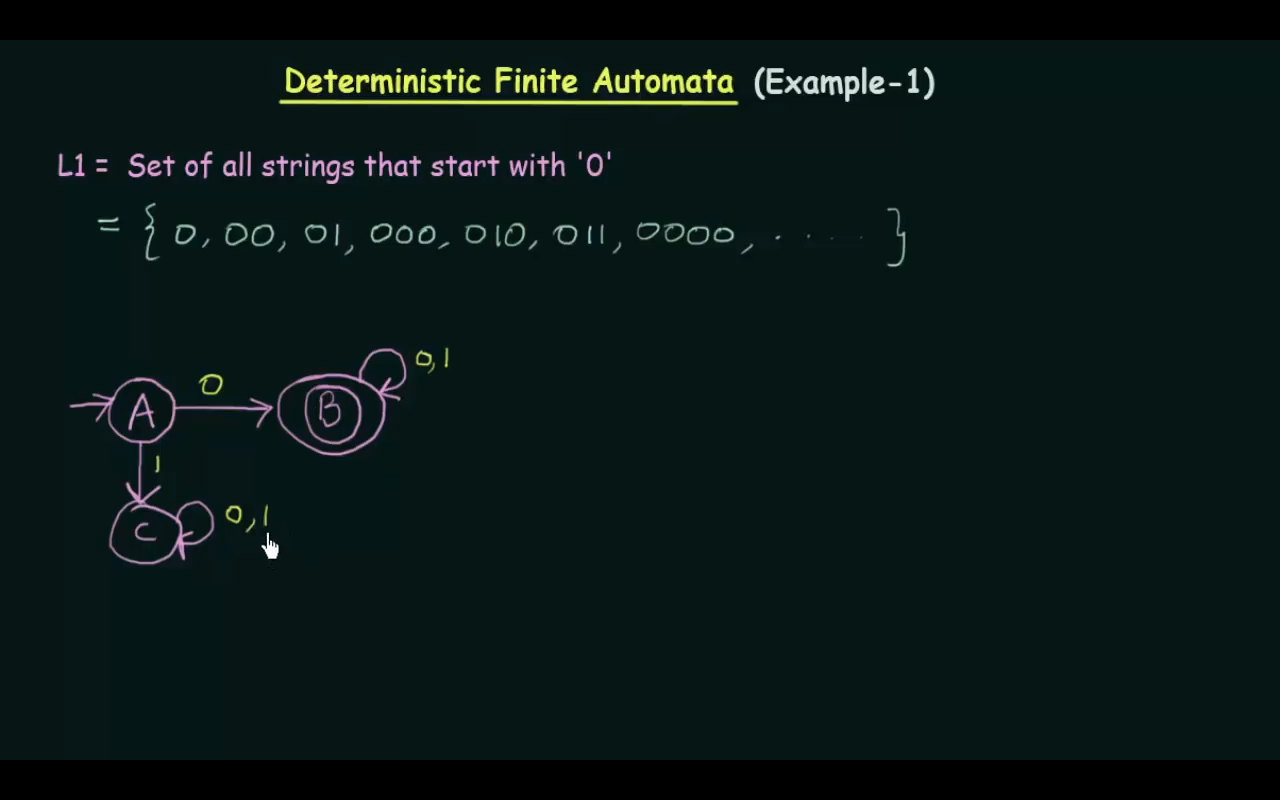 Deterministic Finite Automata (Example-1)
L1 = Set of all strings that start with '0'
= { 0, 00, 01, 000, 010, 011, 0000, . . . . . }
0,1
0
A
B
1
C
0,1